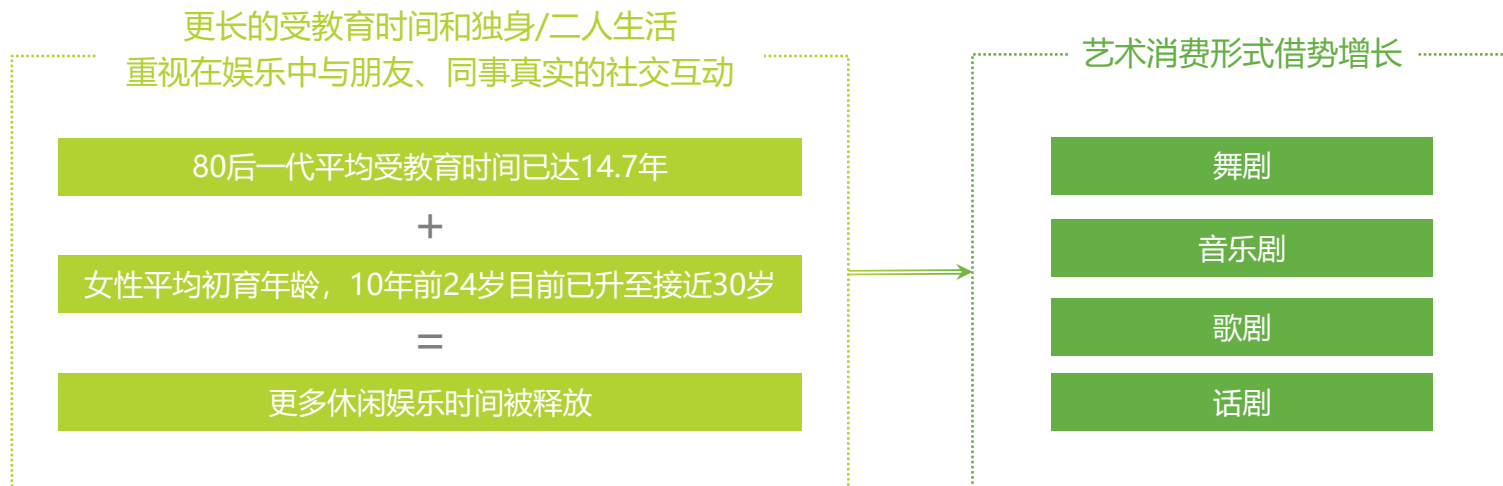 更长的受教育时间和独身/二人生活
重视在娱乐中与朋友、同事真实的社交互动
80后一代平均受教育时间已达14.7年
+
女性平均初育年龄，10年前24岁目前已升至接近30岁
=
更多休闲娱乐时间被释放
艺术消费形式借势增长
舞剧
音乐剧
歌剧
话剧